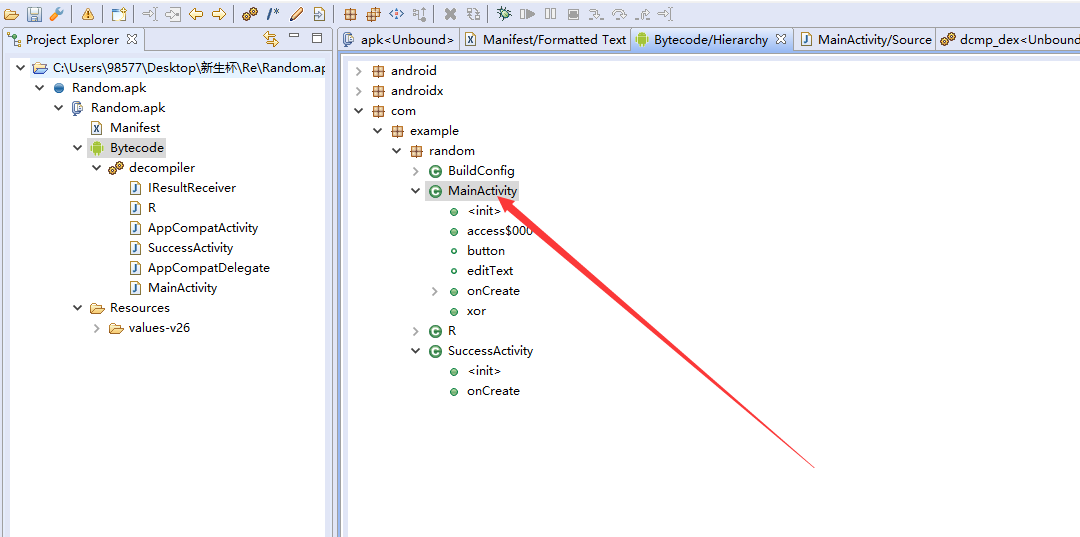 Project Explorer
C:\Users\98577\Desktop\新生杯\Re\Random.ap
Random.apk
Random.apk
Manifest
Bytecode
decompiler
IResultReceiver
R
AppCompatActivity
SuccessActivity
AppCompatDelegate
MainActivity
Resources
values-v26
apk<Unbound> Manifest/Formatted Text Bytecode/Hierarchy MainActivity/Source dcmp_dex<Unbound
android
androidx
com
example
random
BuildConfig
MainActivity
<init>
access$000
button
editText
onCreate
xor
R
SuccessActivity
<init>
onCreate